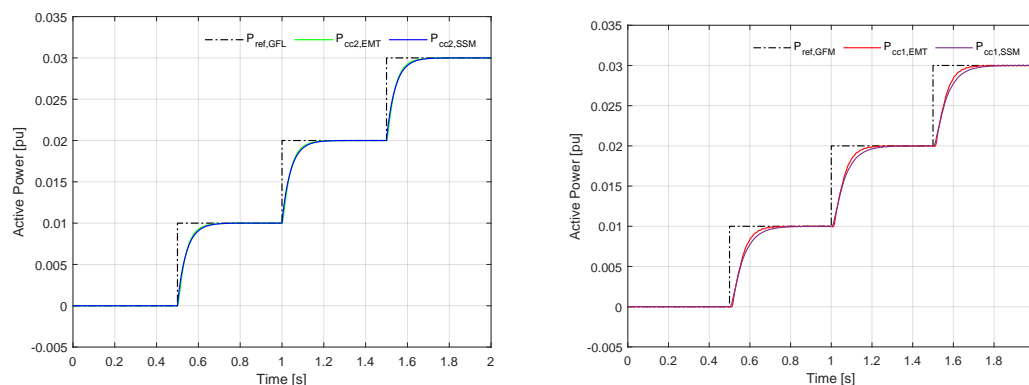 0.035
P_ref,GFL P_cc2,EMT P_cc2,SSM
0.03
0.025
0.02
0.015
0.01
0.005
0
-0.005
Active Power [pu]
0 0.2 0.4 0.6 0.8 1 1.2 1.4 1.6 1.8 2
Time [s]
0.035
P_ref,GFM P_cc1,EMT P_cc1,SSM
0.03
0.025
0.02
0.015
0.01
0.005
0
-0.005
Active Power [pu]
0 0.2 0.4 0.6 0.8 1 1.2 1.4 1.6 1.8
Time [s]